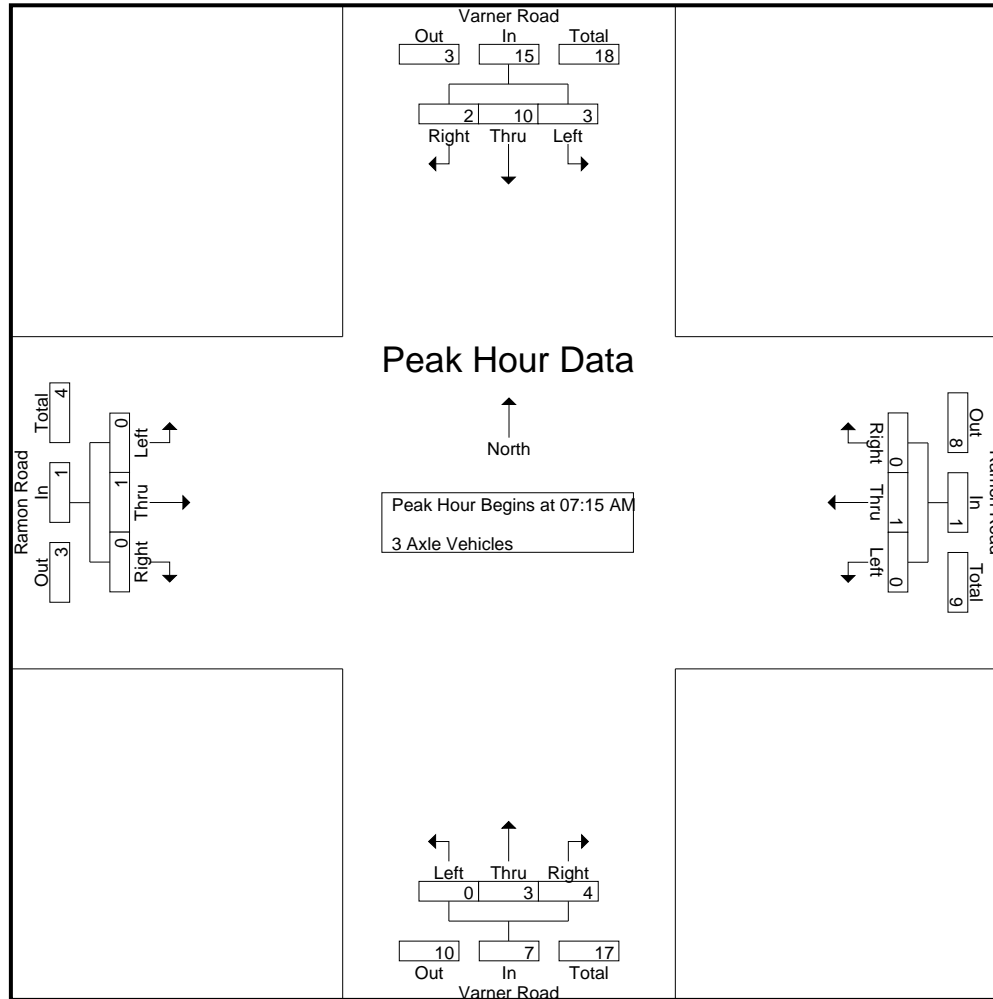 Varner Road
Out In Total
3 15 18
2 10 3
Right Thru Left
Peak Hour Data
North
Peak Hour Begins at 07:15 AM
3 Axle Vehicles
Ramon Road
Total In Out
4 1 3
0 1 0
Left Thru Right
Ramon Road
Out In Total
8 1 9
0 1 0
Right Thru Left
Left Thru Right
0 3 4
10 7 17
Out In Total
Varner Road